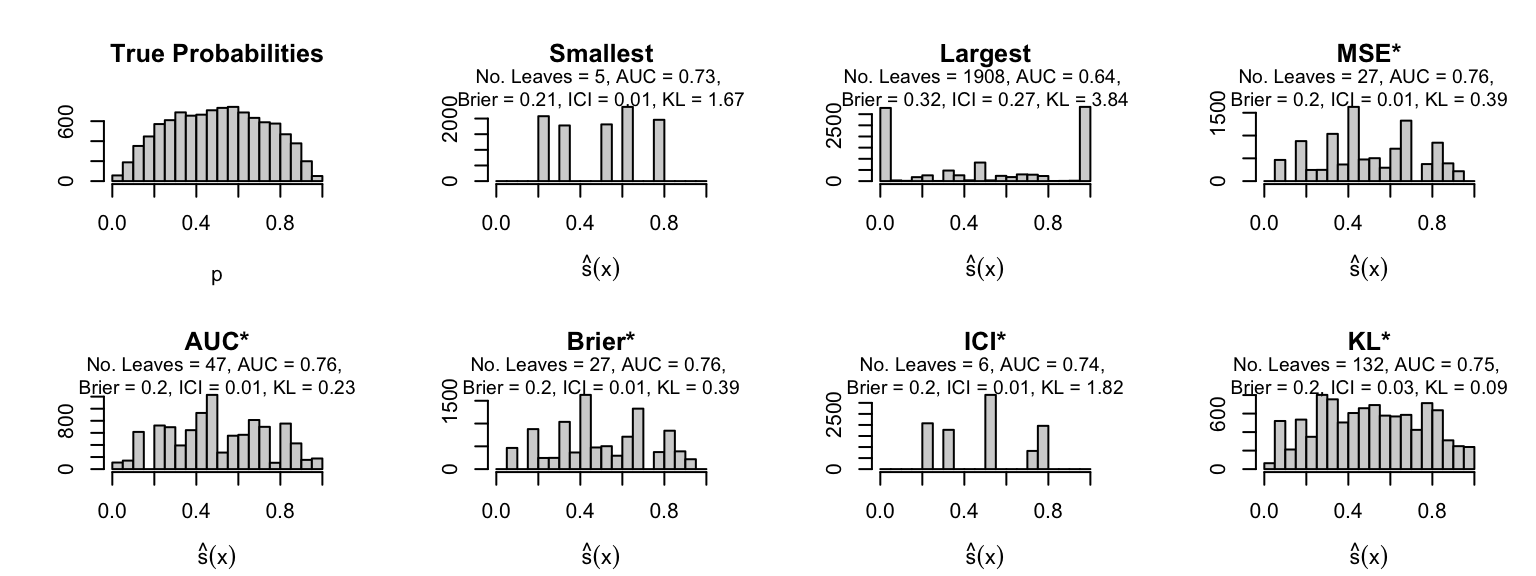 True Probabilities
600
0
0.0 0.4 0.8
p
Smallest
No. Leaves = 5, AUC = 0.73,
Brier = 0.21, ICI = 0.01, KL = 1.67
2000
0
0.0 0.4 0.8
ŝ(x)
Largest
No. Leaves = 1908, AUC = 0.64,
Brier = 0.32, ICI = 0.27, KL = 3.84
2500
0
0.0 0.4 0.8
ŝ(x)
MSE*
No. Leaves = 27, AUC = 0.76,
Brier = 0.2, ICI = 0.01, KL = 0.39
1500
0
0.0 0.4 0.8
ŝ(x)
AUC*
No. Leaves = 47, AUC = 0.76,
Brier = 0.2, ICI = 0.01, KL = 0.23
800
0
0.0 0.4 0.8
ŝ(x)
Brier*
No. Leaves = 27, AUC = 0.76,
Brier = 0.2, ICI = 0.01, KL = 0.39
1500
0
0.0 0.4 0.8
ŝ(x)
ICI*
No. Leaves = 6, AUC = 0.74,
Brier = 0.2, ICI = 0.01, KL = 1.82
2500
0
0.0 0.4 0.8
ŝ(x)
KL*
No. Leaves = 132, AUC = 0.75,
Brier = 0.2, ICI = 0.03, KL = 0.09
600
0
0.0 0.4 0.8
ŝ(x)